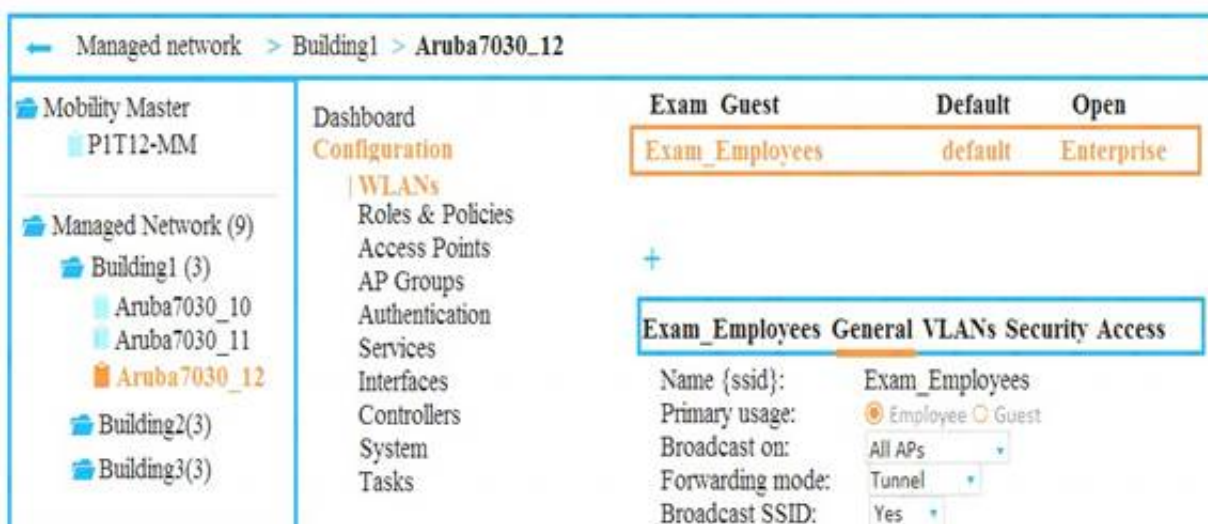 Managed network > Building1 > Aruba7030_12
Mobility Master
P1T12-MM
Managed Network (9)
Building1 (3)
Aruba7030_10
Aruba7030_11
Aruba7030_12
Building2(3)
Building3(3)
Dashboard
Configuration
WLANs
Roles & Policies
Access Points
AP Groups
Authentication
Services
Interfaces
Controllers
System
Tasks
Exam Guest Default Open
Exam_Employees default Enterprise
+
Exam_Employees General VLANs Security Access
Name {ssid}: Exam_Employees
Primary usage: Employee Guest
Broadcast on: All APs
Forwarding mode: Tunnel
Broadcast SSID: Yes